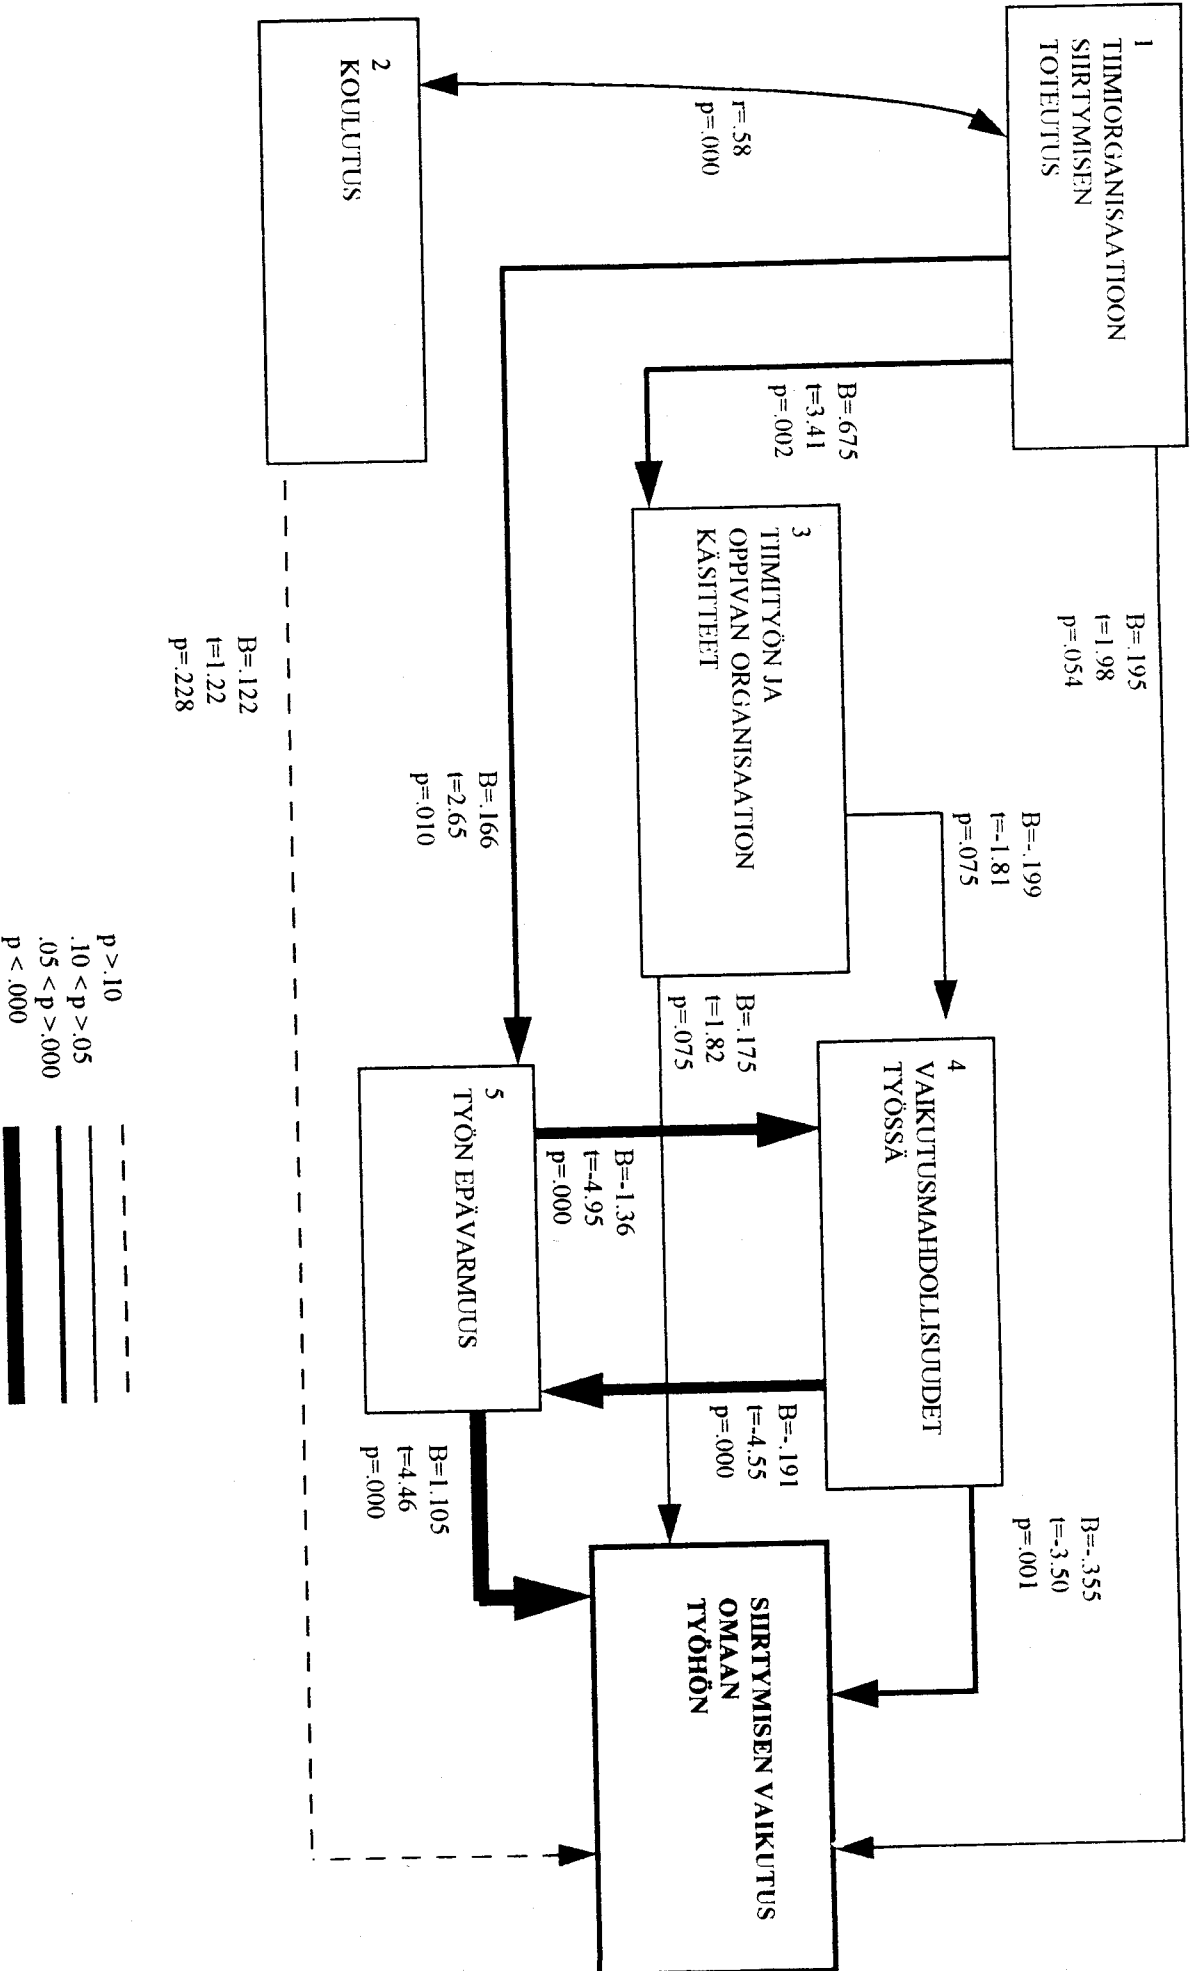 1
TIIMIORGANISAATIOON
SIIRTYMISEN
TOTEUTUS
r=.58
p=.000
2
KOULUTUS
B=.675
t=3.41
p=.002
B=.195
t=1.98
p=.054
3
TIIMITYÖN JA
OPPIVAN ORGANISAATION
KÄSITTEET
B=.122
t=1.22
p=.228
B=.166
t=2.65
p=.010
B=-.199
t=-1.81
p=.075
B=.175
t=1.82
p=.075
4
VAIKUTUSMAHDOLLISUUDET
TYÖSSÄ
5
TYÖN EPÄVARMUUS
B=-1.36
t=-4.95
p=.000
B=-.191
t=-4.55
p=.000
B=-.355
t=-3.50
p=.001
B=1.105
t=4.46
p=.000
SIIRTYMISEN VAIKUTUS
OMAAN
TYÖHÖN
p >.10
.10 < p >.05
.05 < p >.000
p < .000